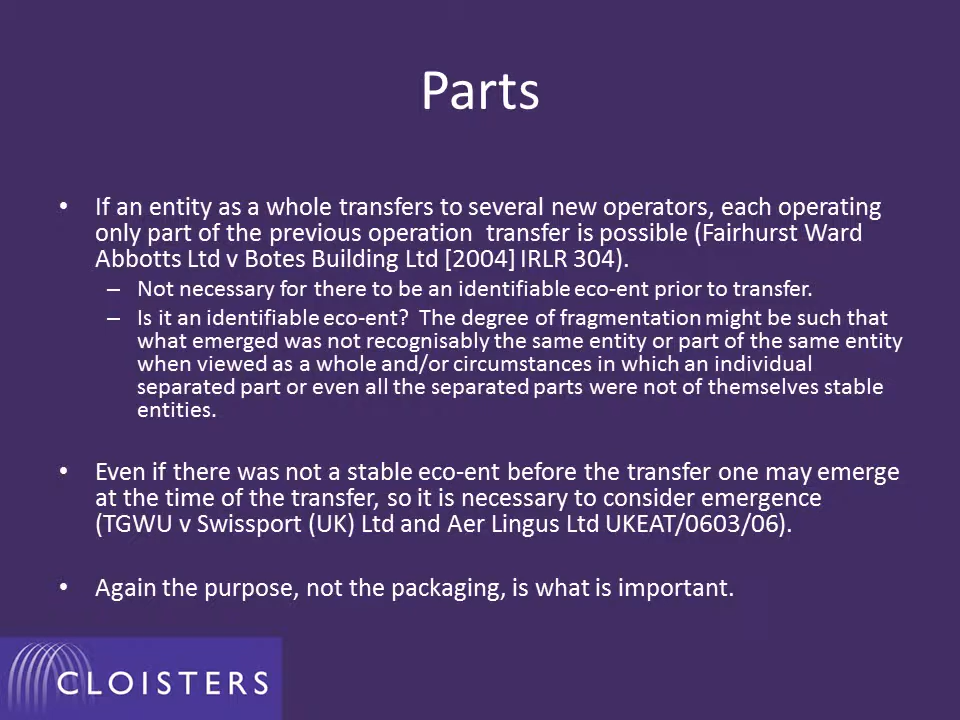 Parts
• If an entity as a whole transfers to several new operators, each operating
only part of the previous operation  transfer is possible (Fairhurst Ward
Abbotts Ltd v Botes Building Ltd [2004] IRLR 304).
– Not necessary for there to be an identifiable eco-ent prior to transfer.
– Is it an identifiable eco-ent?  The degree of fragmentation might be such that
what emerged was not recognisably the same entity or part of the same entity
when viewed as a whole and/or circumstances in which an individual
separated part or even all the separated parts were not of themselves stable
entities.
• Even if there was not a stable eco-ent before the transfer one may emerge
at the time of the transfer, so it is necessary to consider emergence
(TGWU v Swissport (UK) Ltd and Aer Lingus Ltd UKEAT/0603/06).
• Again the purpose, not the packaging, is what is important.
CLOISTERS